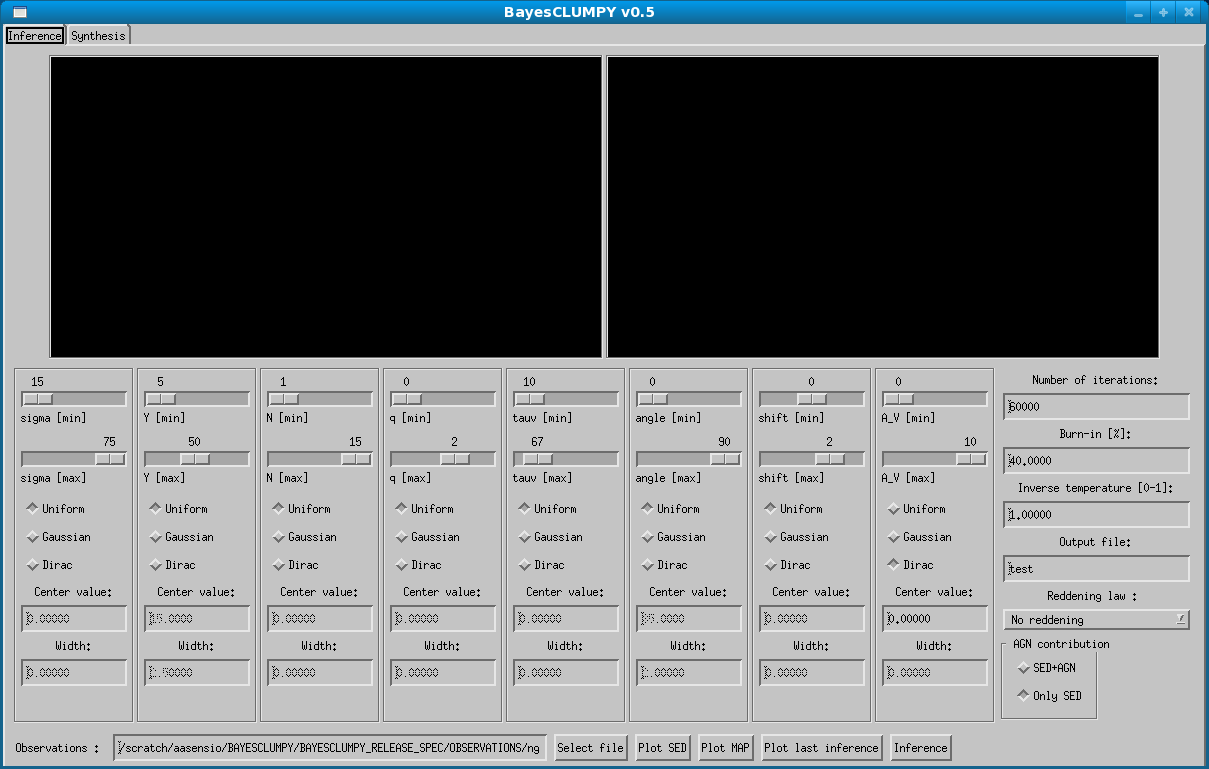 BayesCLUMPY v0.5
Inference Synthesis
15 5 1 0 10 0 0 0
sigma [min] Y [min] N [min] q [min] tauv [min] angle [min] shift [min] A_V [min]
75 50 15 2 67 90 2 10
sigma [max] Y [max] N [max] q [max] tauv [max] angle [max] shift [max] A_V [max]
Uniform Uniform Uniform Uniform Uniform Uniform Uniform Uniform
Gaussian Gaussian Gaussian Gaussian Gaussian Gaussian Gaussian Gaussian
Dirac Dirac Dirac Dirac Dirac Dirac Dirac Dirac
Center value: Center value: Center value: Center value: Center value: Center value: Center value: Center value:
0.00000 0.00000 0.00000 0.00000 0.00000 0.00000
Width: Width: Width: Width: Width: Width: Width: Width:
0.00000 0.00000 0.00000 0.00000 0.00000 0.00000
Number of iterations:
60000
Burn-in [%]:
40.0000
Inverse temperature [0-1]:
1.00000
Output file:
test
Reddening law :
No reddening
AGN contribution
SED+AGN
Only SED
Observations : /scratch/aasensio/BAYESCLUMPY/BAYESCLUMPY_RELEASE_SPEC/OBSERVATIONS/ng Select file Plot SED Plot MAP Plot last inference Inference